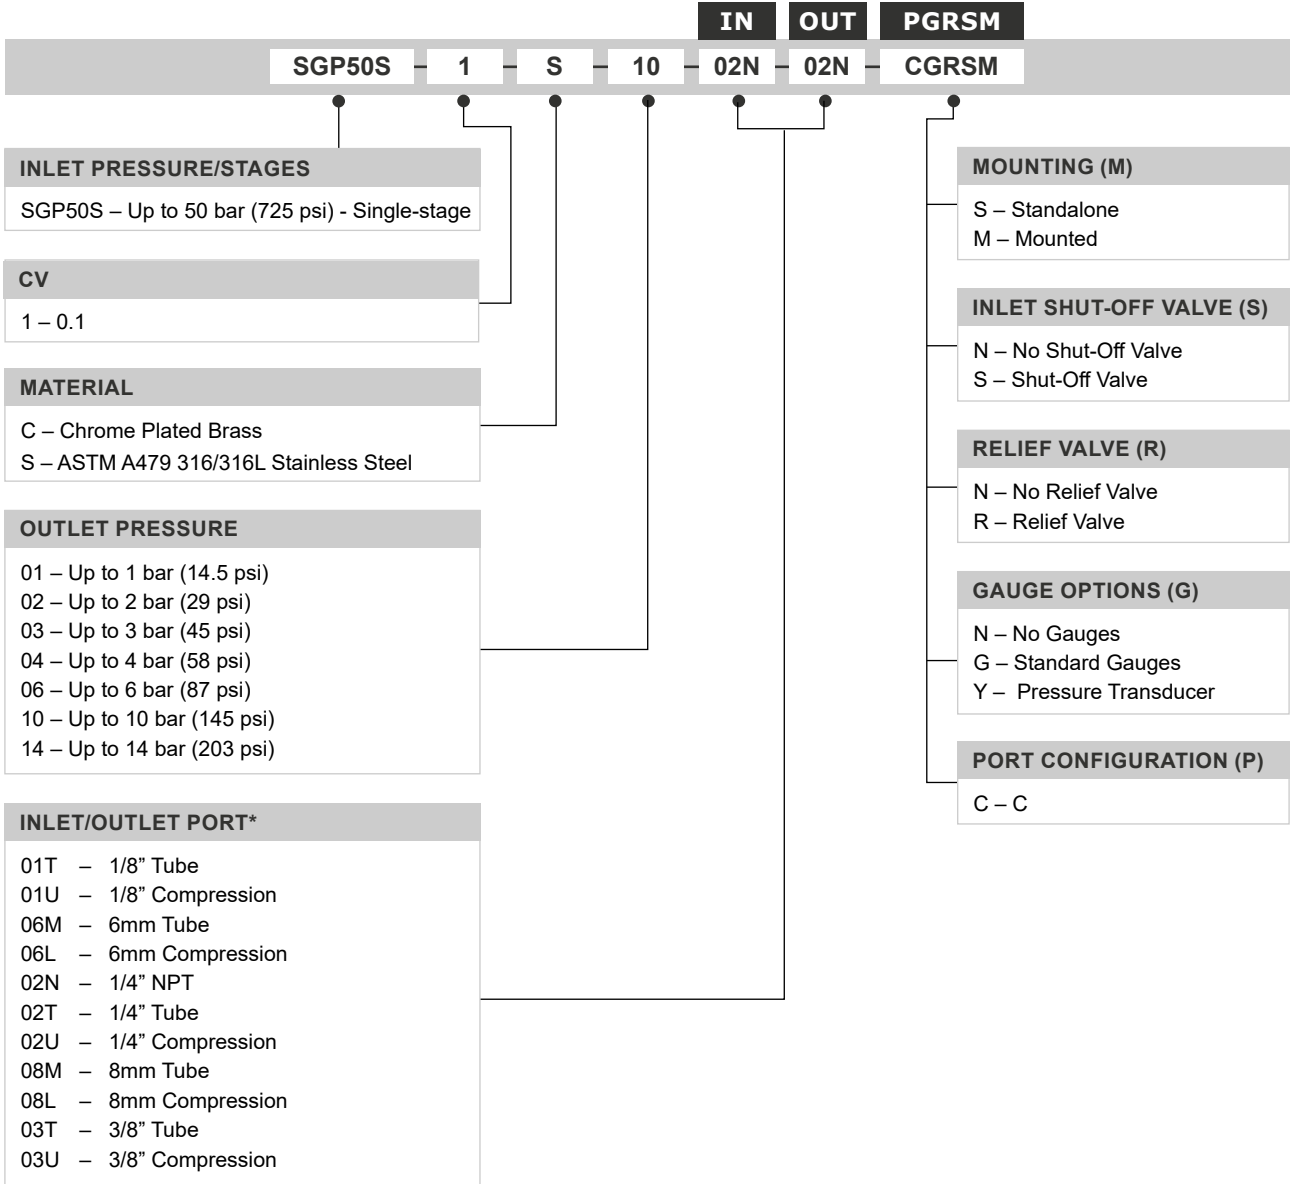 IN OUT PGRSM
SGP50S – 1 – S – 10 – 02N – 02N – CGRSM
INLET PRESSURE/STAGES
SGP50S – Up to 50 bar (725 psi) - Single-stage
CV
1 – 0.1
MATERIAL
C – Chrome Plated Brass
S – ASTM A479 316/316L Stainless Steel
OUTLET PRESSURE
01 – Up to 1 bar (14.5 psi)
02 – Up to 2 bar (29 psi)
03 – Up to 3 bar (45 psi)
04 – Up to 4 bar (58 psi)
06 – Up to 6 bar (87 psi)
10 – Up to 10 bar (145 psi)
14 – Up to 14 bar (203 psi)
INLET/OUTLET PORT*
01T – 1/8” Tube
01U – 1/8” Compression
06M – 6mm Tube
06L – 6mm Compression
02N – 1/4” NPT
02T – 1/4” Tube
02U – 1/4” Compression
08M – 8mm Tube
08L – 8mm Compression
03T – 3/8” Tube
03U – 3/8” Compression
MOUNTING (M)
S – Standalone
M – Mounted
INLET SHUT-OFF VALVE (S)
N – No Shut-Off Valve
S – Shut-Off Valve
RELIEF VALVE (R)
N – No Relief Valve
R – Relief Valve
GAUGE OPTIONS (G)
N – No Gauges
G – Standard Gauges
Y – Pressure Transducer
PORT CONFIGURATION (P)
C – C